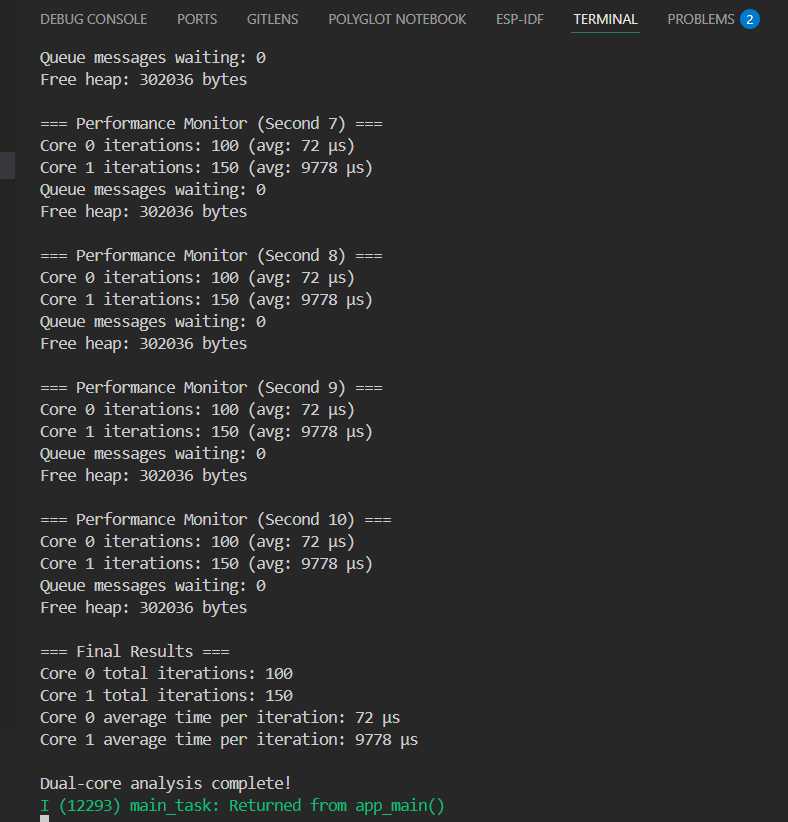 DEBUG CONSOLE PORTS GITLENS POLYGLOT NOTEBOOK ESP-IDF TERMINAL PROBLEMS 2
Queue messages waiting: 0
Free heap: 302036 bytes
=== Performance Monitor (Second 7) ===
Core 0 iterations: 100 (avg: 72 μs)
Core 1 iterations: 150 (avg: 9778 μs)
Queue messages waiting: 0
Free heap: 302036 bytes
=== Performance Monitor (Second 8) ===
Core 0 iterations: 100 (avg: 72 μs)
Core 1 iterations: 150 (avg: 9778 μs)
Queue messages waiting: 0
Free heap: 302036 bytes
=== Performance Monitor (Second 9) ===
Core 0 iterations: 100 (avg: 72 μs)
Core 1 iterations: 150 (avg: 9778 μs)
Queue messages waiting: 0
Free heap: 302036 bytes
=== Performance Monitor (Second 10) ===
Core 0 iterations: 100 (avg: 72 μs)
Core 1 iterations: 150 (avg: 9778 μs)
Queue messages waiting: 0
Free heap: 302036 bytes
=== Final Results ===
Core 0 total iterations: 100
Core 1 total iterations: 150
Core 0 average time per iteration: 72 μs
Core 1 average time per iteration: 9778 μs
Dual-core analysis complete!
I (12293) main_task: Returned from app_main()